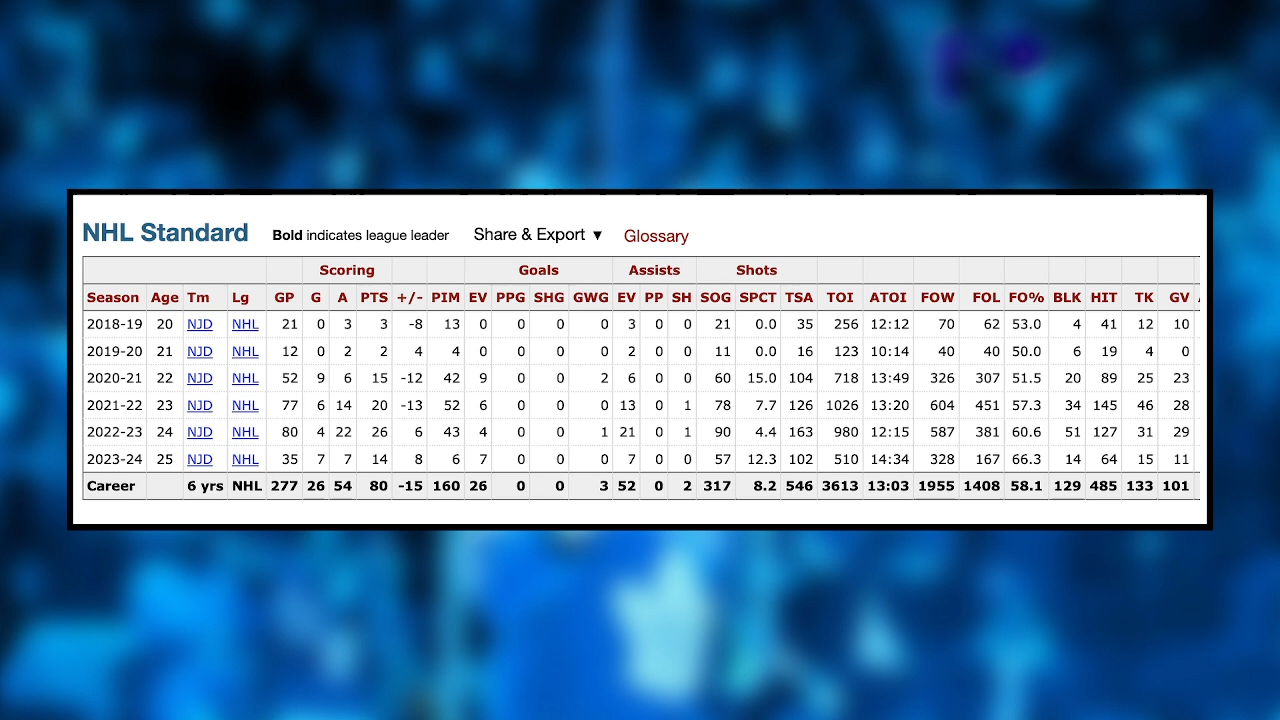 NHL Standard Bold indicates league leader Share & Export ▼ Glossary
Scoring Goals Assists Shots
Season Age Tm Lg GP G A PTS +/- PIM EV PPG SHG GWG EV PP SH SOG SPCT TSA TOI ATOI FOW FOL FO% BLK HIT TK GV
2018-19 20 NJD NHL 21 0 3 3 -8 13 0 0 0 0 3 0 0 21 0.0 35 256 12:12 70 62 53.0 4 41 12 10
2019-20 21 NJD NHL 12 0 2 2 4 4 0 0 0 0 2 0 0 11 0.0 16 123 10:14 40 40 50.0 6 19 4 0
2020-21 22 NJD NHL 52 9 6 15 -12 42 9 0 0 2 6 0 0 60 15.0 104 718 13:49 326 307 51.5 20 89 25 23
2021-22 23 NJD NHL 77 6 14 20 -13 52 6 0 0 0 13 0 1 78 7.7 126 1026 13:20 604 451 57.3 34 145 46 28
2022-23 24 NJD NHL 80 4 22 26 6 43 4 0 0 1 21 0 1 90 4.4 163 980 12:15 587 381 60.6 51 127 31 29
2023-24 25 NJD NHL 35 7 7 14 8 6 7 0 0 0 7 0 0 57 12.3 102 510 14:34 328 167 66.3 14 64 15 11
Career 6 yrs NHL 277 26 54 80 -15 160 26 0 0 3 52 0 2 317 8.2 546 3613 13:03 1955 1408 58.1 129 485 133 101